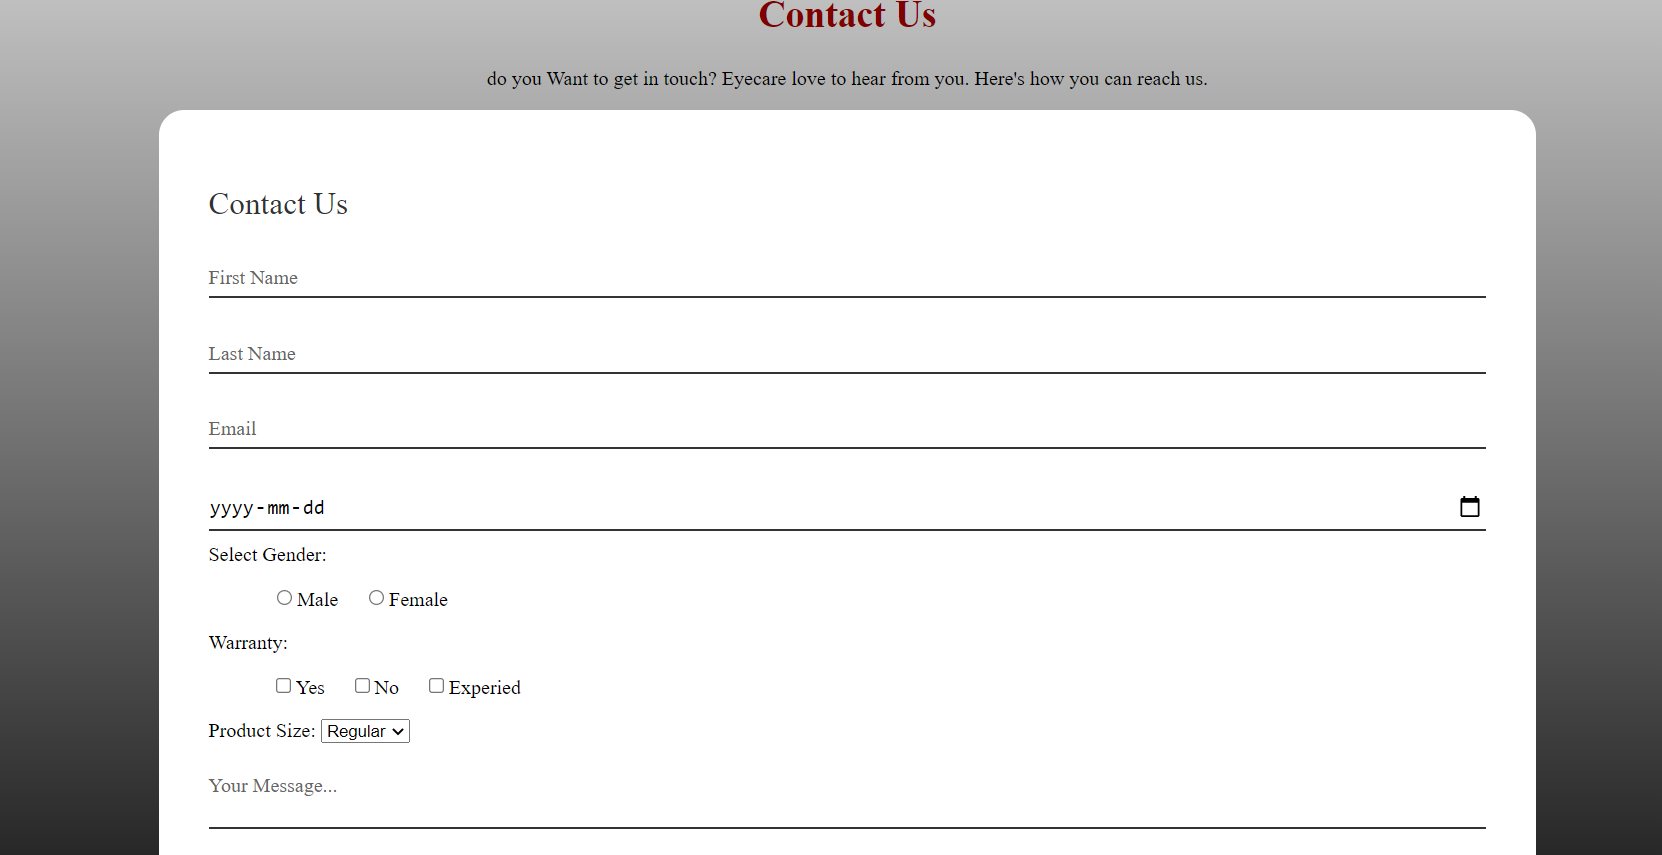 Contact Us
do you Want to get in touch? Eyecare love to hear from you. Here's how you can reach us.
Contact Us
First Name
Last Name
Email
yyyy-mm-dd
Select Gender:
Male Female
Warranty:
Yes No Experied
Product Size: Regular
Your Message...